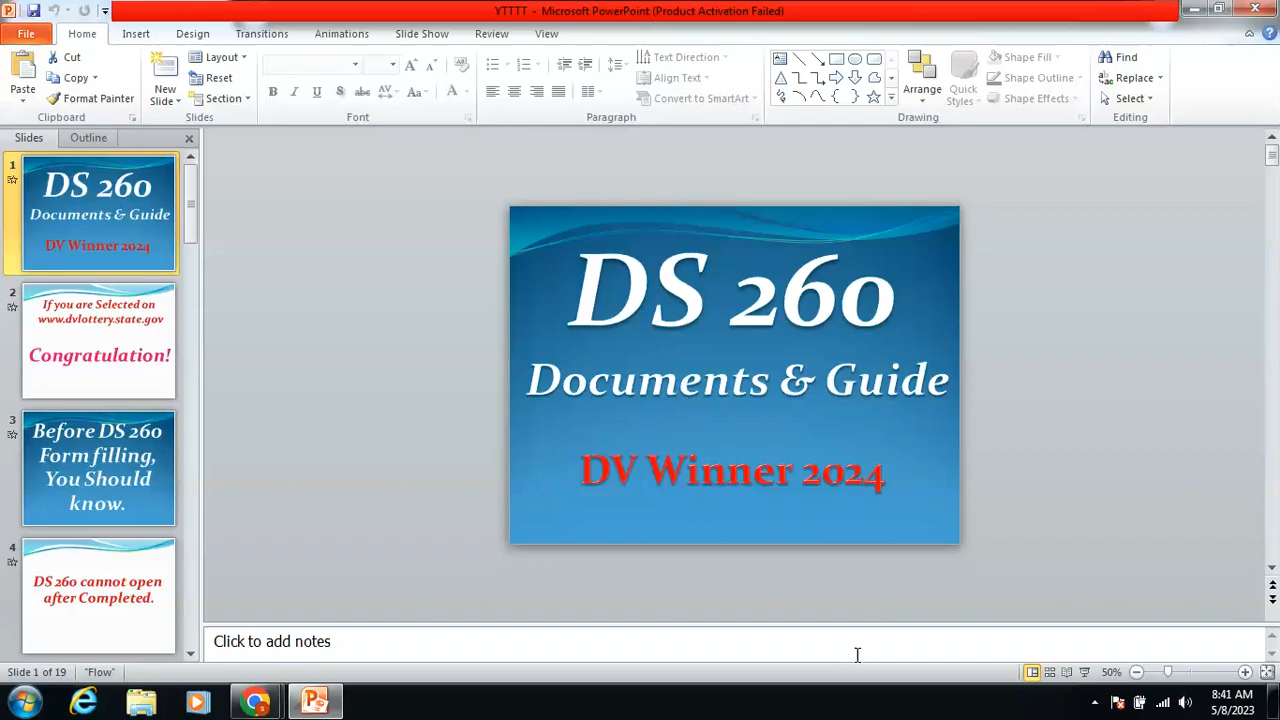 YTTTT - Microsoft PowerPoint (Product Activation Failed)
File Home Insert Design Transitions Animations Slide Show Review View
Paste
Cut
Copy
Format Painter
Clipboard
New
Slide
Layout
Reset
Section
Slides
Font
Text Direction
Align Text
Convert to SmartArt
Paragraph
Arrange
Quick
Styles
Shape Fill
Shape Outline
Shape Effects
Drawing
Find
Replace
Select
Editing
Slides Outline
1
DS 260
Documents & Guide
DV Winner 2024
2
If you are Selected on
www.dvlottery.state.gov
Congratulation!
3
Before DS 260
Form filling,
You Should
know.
4
DS 260 cannot open
after Completed.
DS 260
Documents & Guide
DV Winner 2024
Click to add notes
Slide 1 of 19 "Flow" 50%
8:41 AM
5/8/2023